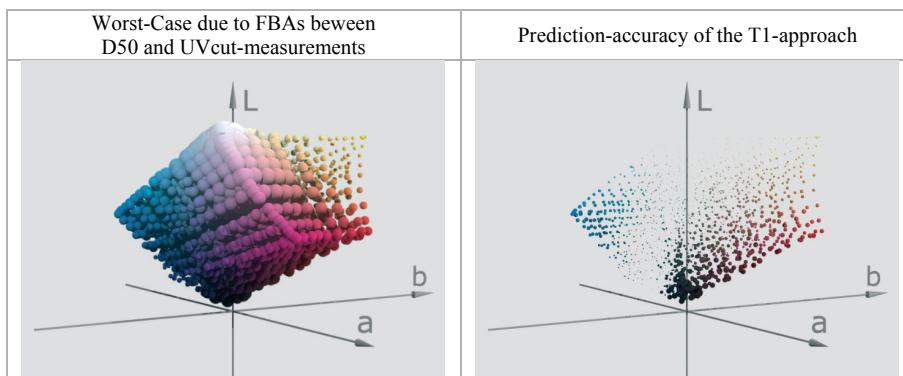 Worst-Case due to FBAs beween
D50 and UVcut-measurements
Prediction-accuracy of the T1-approach
L
b
a
L
b
a